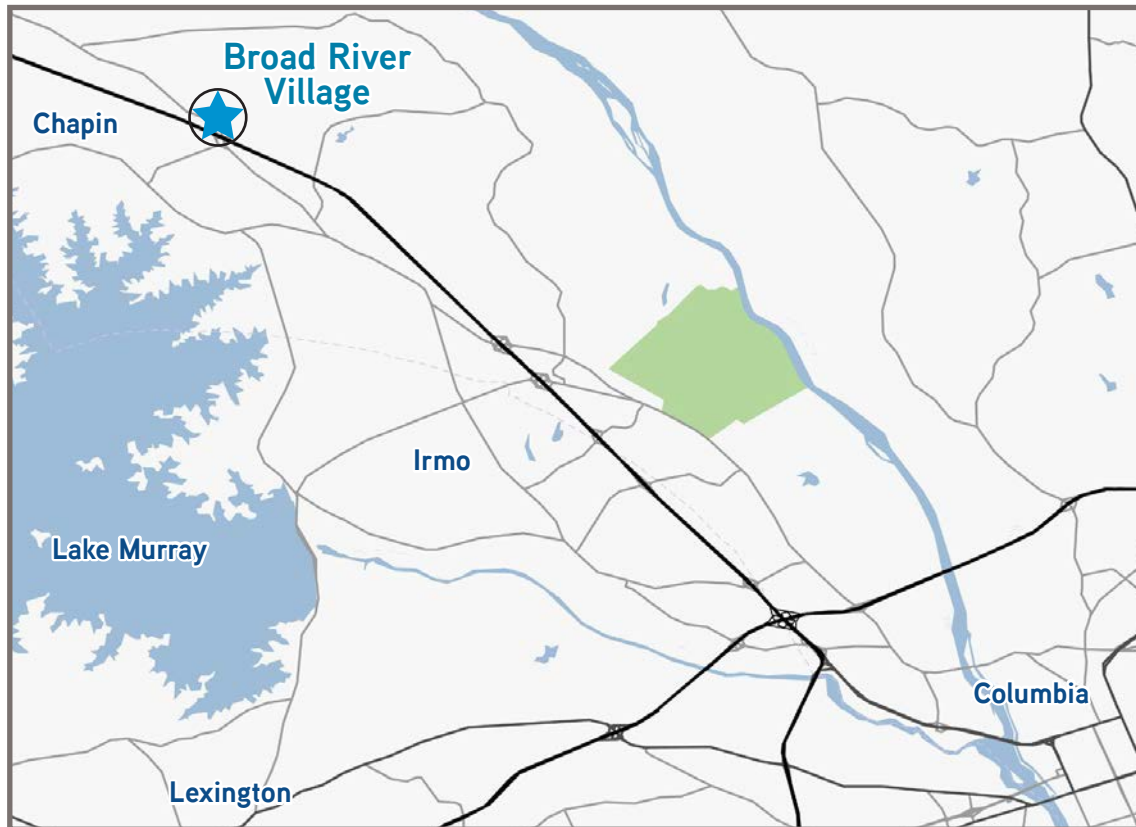 Broad River
Village
Chapin
Irmo
Lake Murray
Columbia
Lexington